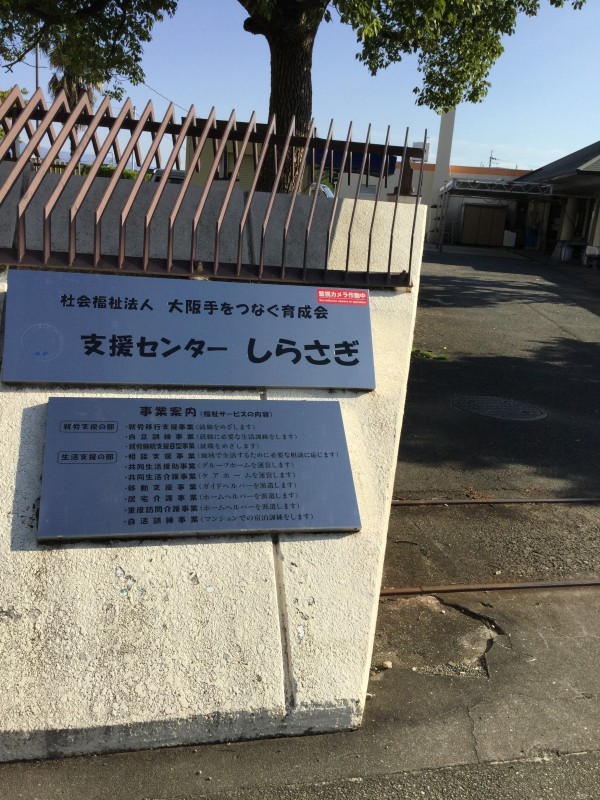 社会福祉法人 大阪手をつなぐ育成会
監視カメラ作動中
支援センター しらさぎ
事業案内（福祉サービスの内容）
就労支援の部
・就労移行支援事業（就職をめざします）
・自立訓練事業（就職に必要な生活訓練をします）
・就労継続支援B型事業（就職をめざします）
生活支援の部
・相談支援事業（地域で生活するために必要な相談に応じます）
・共同生活援助事業（グループホームを運営します）
・共同生活介護事業（ケアホームを運営します）
・移動支援事業（ガイドヘルパーを派遣します）
・居宅介護事業（ホームヘルパーを派遣します）
・重度訪問介護事業（ホームヘルパーを派遣します）
・自活訓練事業（マンションでの宿泊訓練をします）